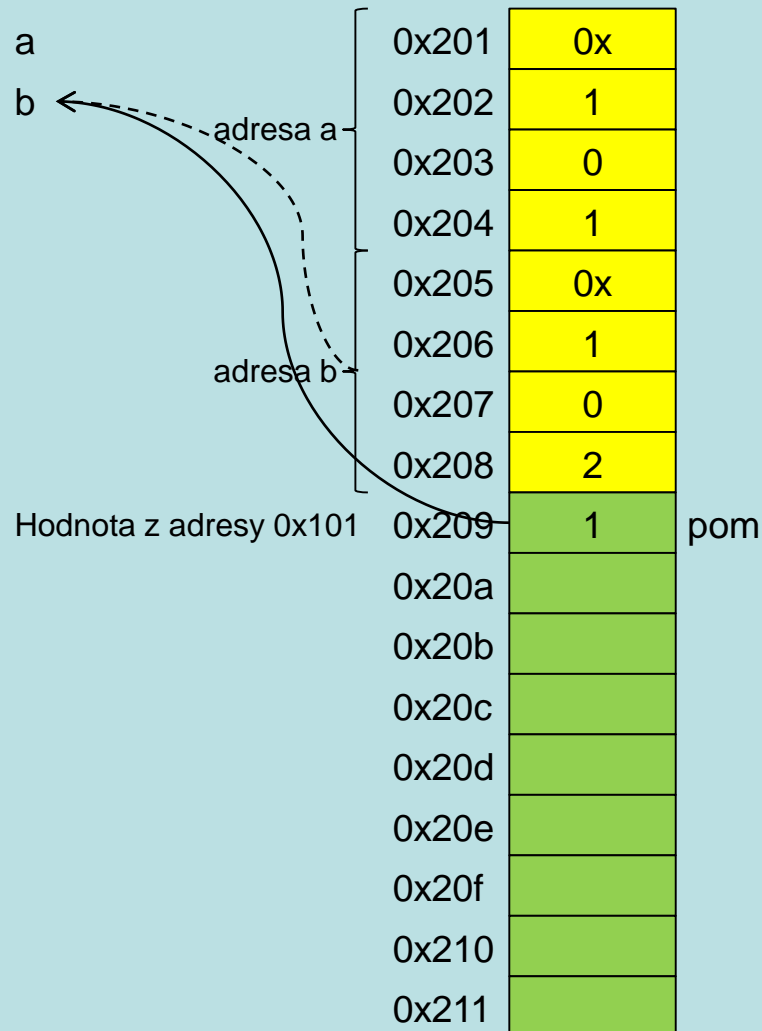 a 0x201 0x
b 0x202 1
adresa a
0x203 0
0x204 1
0x205 0x
0x206 1
adresa b
0x207 0
0x208 2
Hodnota z adresy 0x101 0x209 1 pom
0x20a
0x20b
0x20c
0x20d
0x20e
0x20f
0x210
0x211